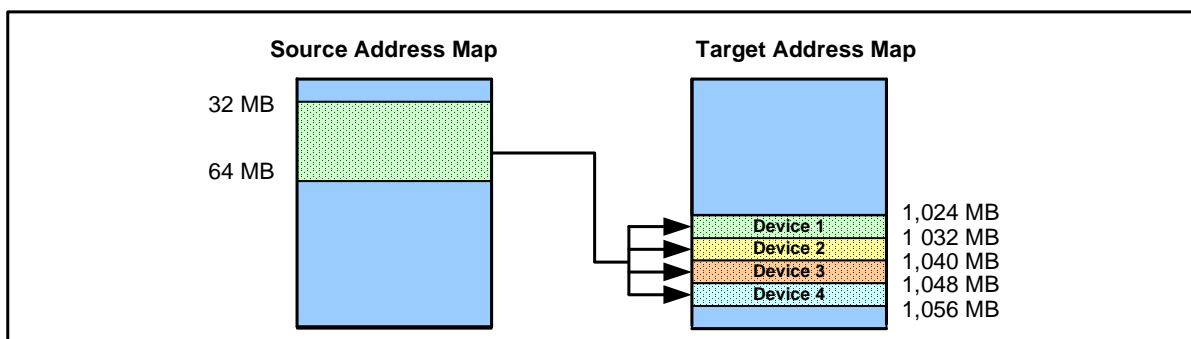 Source Address Map
Target Address Map
32 MB
64 MB
1,024 MB
Device 1
1 032 MB
Device 2
1,040 MB
Device 3
1,048 MB
Device 4
1,056 MB